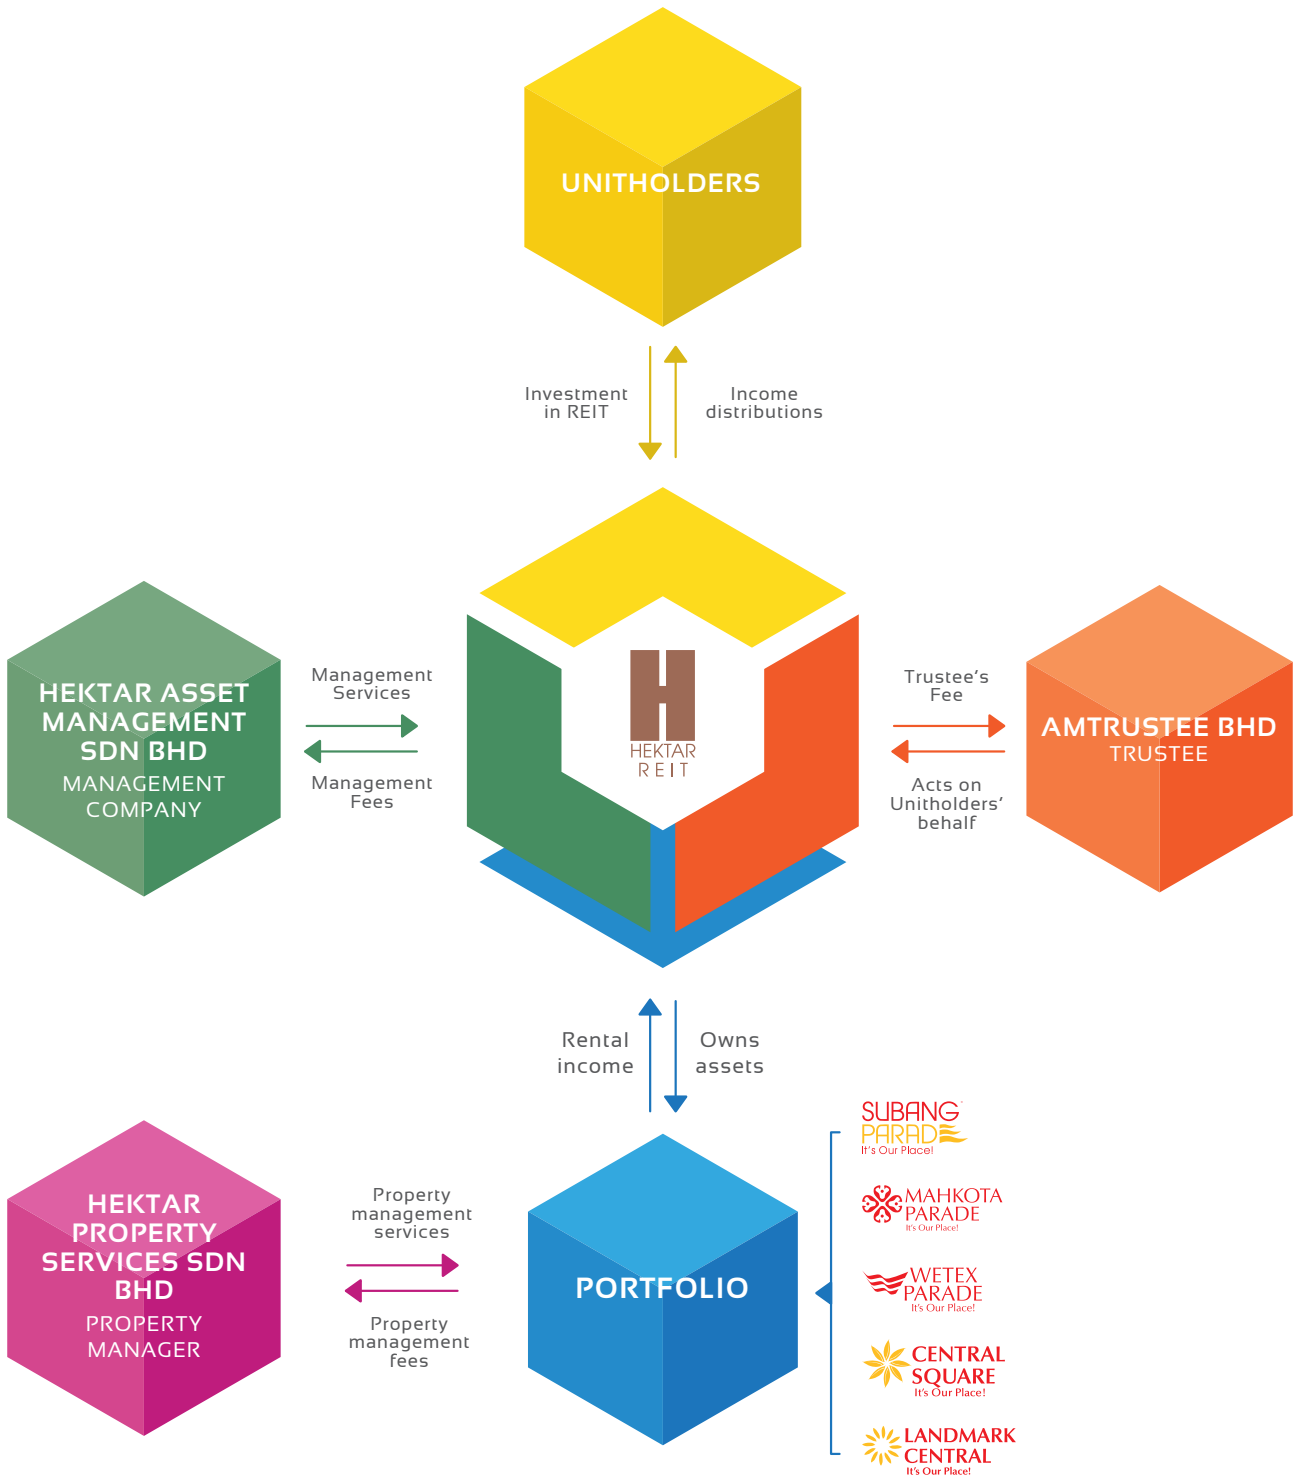 UNITHOLDERS
Investment
in REIT
Income
distributions
HEKTAR ASSET
MANAGEMENT
SDN BHD
MANAGEMENT
COMPANY
Management
Services
Management
Fees
HEKTAR
REIT
Trustee's
Fee
Acts on
Unitholders'
behalf
AMTRUSTEE BHD
TRUSTEE
Rental
income
Owns
assets
HEKTAR
PROPERTY
SERVICES SDN
BHD
PROPERTY
MANAGER
Property
management
services
Property
management
fees
PORTFOLIO
SUBANG
PARADE
It's Our Place!
MAHKOTA
PARADE
It's Our Place!
WETEX
PARADE
It's Our Place!
CENTRAL
SQUARE
It's Our Place!
LANDMARK
CENTRAL
It's Our Place!